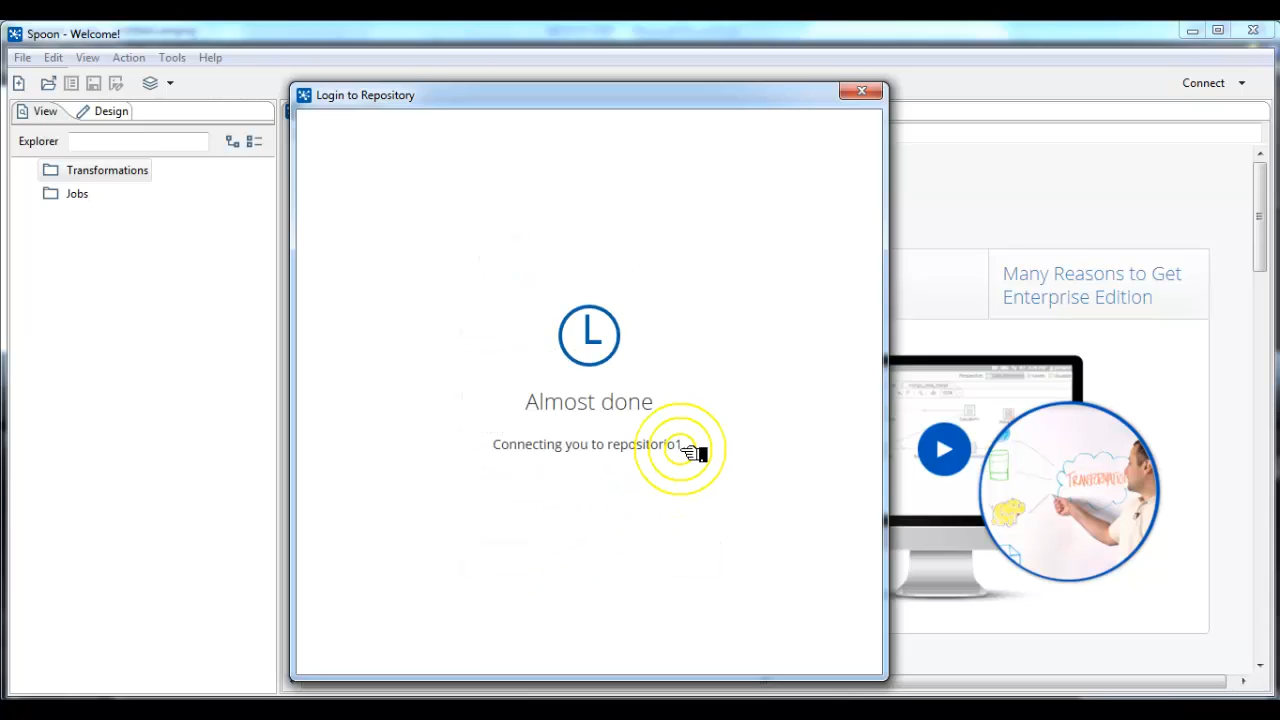 Spoon - Welcome!
File Edit View Action Tools Help
Connect
View Design
Explorer
Transformations
Jobs
Login to Repository
Almost done
Connecting you to repositorio1
Many Reasons to Get
Enterprise Edition